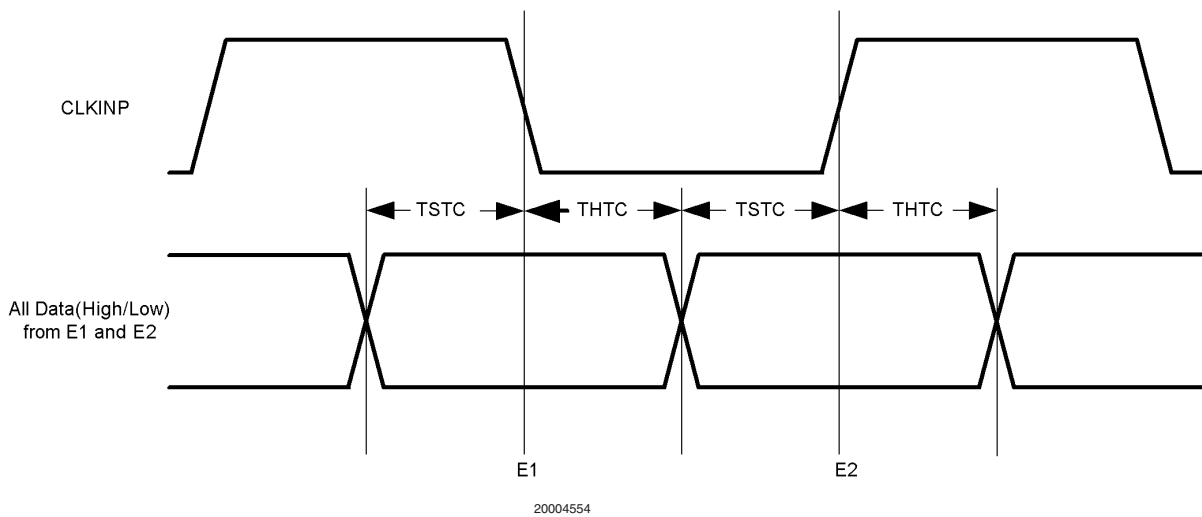 CLKINP
TSTC
THTC
TSTC
THTC
All Data(High/Low)
from E1 and E2
E1
E2
20004554